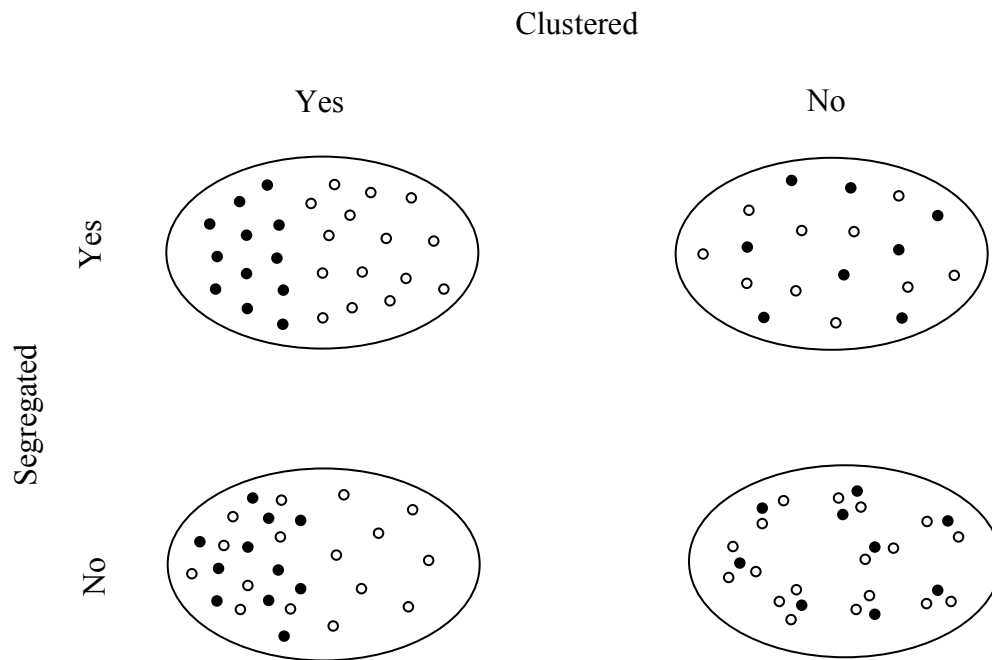 Clustered
Yes
No
Segregated
Yes
No